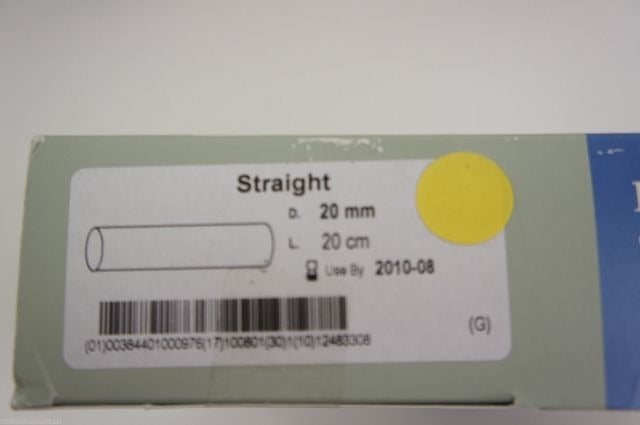 Straight
D. 20 mm
L. 20 cm
Use By 2010-08
(01)00384401000976(17)100801(30)1(10)12483308
(G)